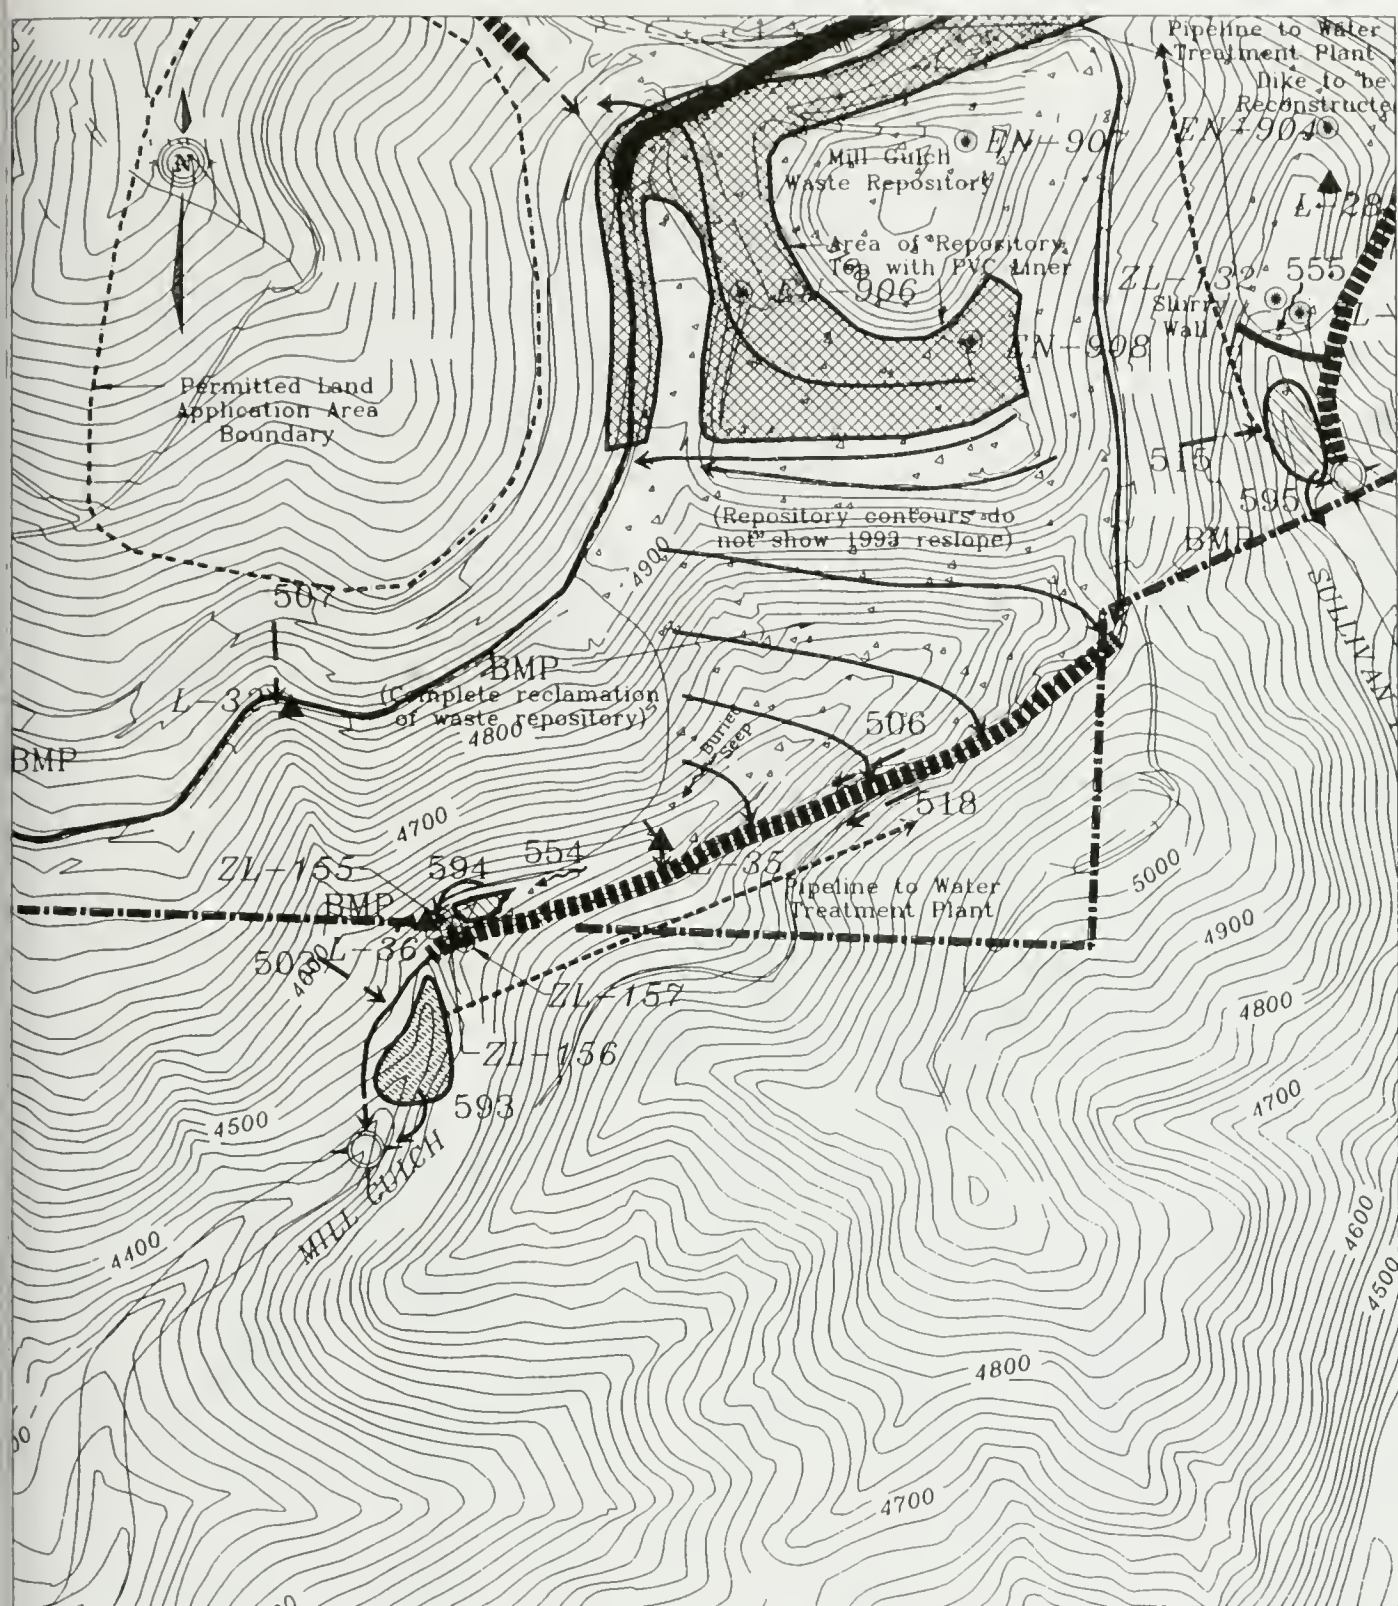 Pipeline to Water
Treatment Plant
Dike to be
EN-904
EN-907
N
Mill Gulch
Waste Repository
Area of Repository
Top with PVC Liner
EN-906
ZL-132
555
Slurry
Wall
EN-908
Permitted Land
Application Area
Boundary
515
595
(Repository contours do
not show 1993 reslope)
BMP
4900
507
SULLIVAN
BMP
(Complete reclamation
of waste repository)
4800
Buried
Seep
506
BMP
518
4700
ZL-155
594
554
L-35
Pipeline to Water
Treatment Plant
5000
BMP
4900
L-36
ZL-157
4800
ZL-156
593
4700
4500
MILL GULCH
4400
4600
4500
4800
4700